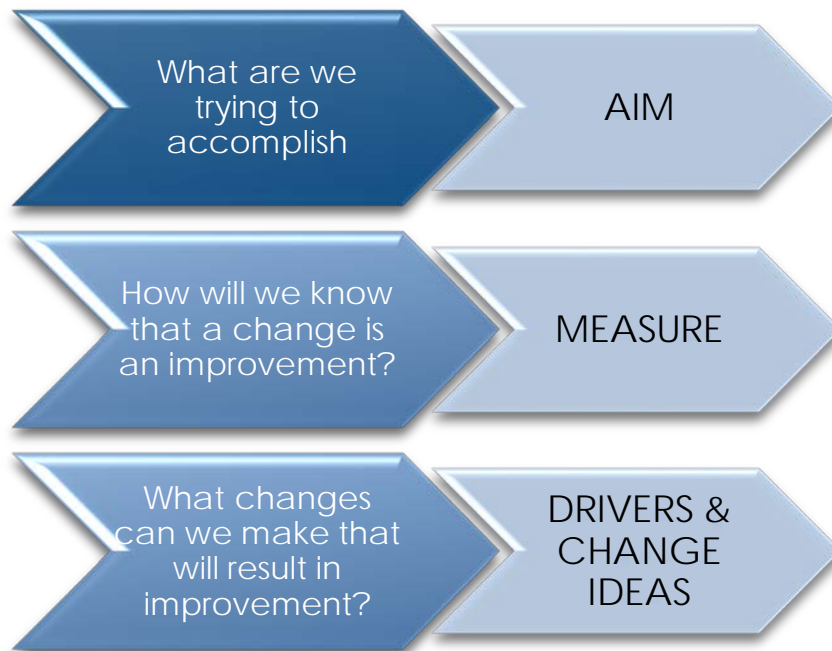 What are we
trying to
accomplish
AIM
How will we know
that a change is
an improvement?
MEASURE
What changes
can we make that
will result in
improvement?
DRIVERS &
CHANGE
IDEAS